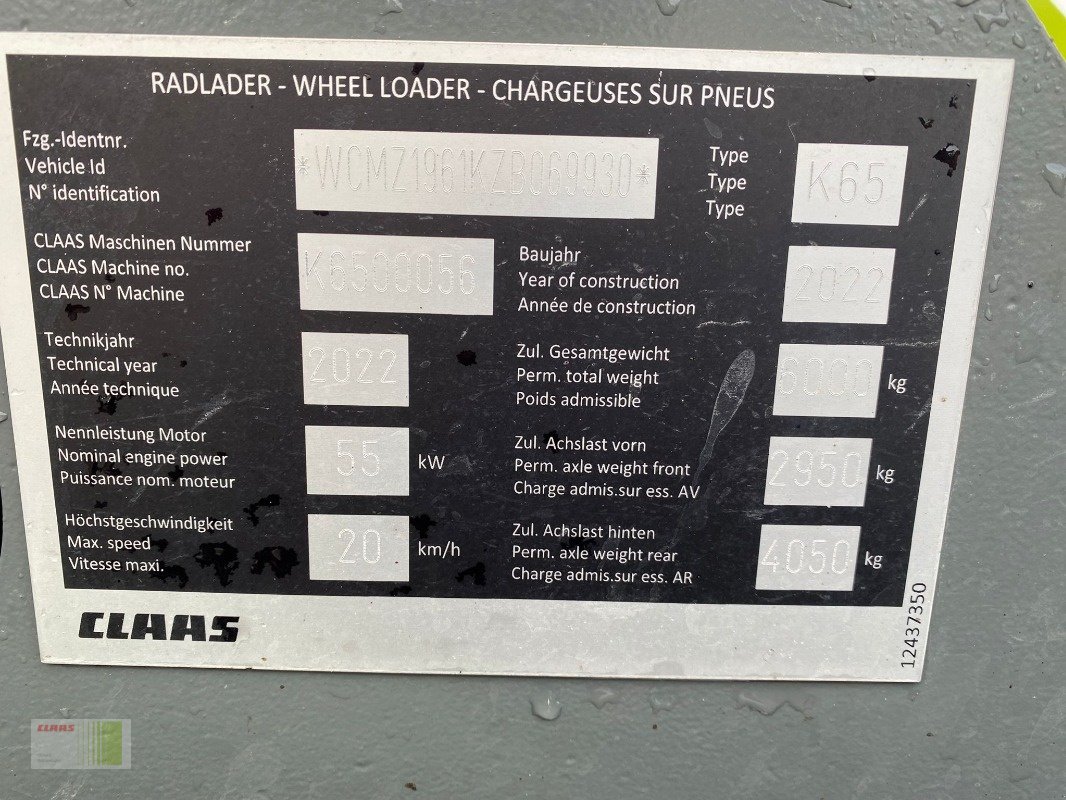 RADLADER - WHEEL LOADER - CHARGEUSES SUR PNEUS
Fzg.-Identnr.
Vehicle Id
N° identification
*WCMZ1961KZB069930*
Type
Type
Type
K65
CLAAS Maschinen Nummer
CLAAS Machine no.
CLAAS N° Machine
K6500056
Baujahr
Year of construction
Année de construction
2022
Technikjahr
Technical year
Année technique
2022
Zul. Gesamtgewicht
Perm. total weight
Poids admissible
kg
Nennleistung Motor
Nominal engine power
Puissance nom. moteur
55 kW
Zul. Achslast vorn
Perm. axle weight front
Charge admis.sur ess. AV
2950 kg
Höchstgeschwindigkeit
Max. speed
Vitesse maxi.
20 km/h
Zul. Achslast hinten
Perm. axle weight rear
Charge admis.sur ess. AR
4050 kg
CLAAS
12437350
CLAAS